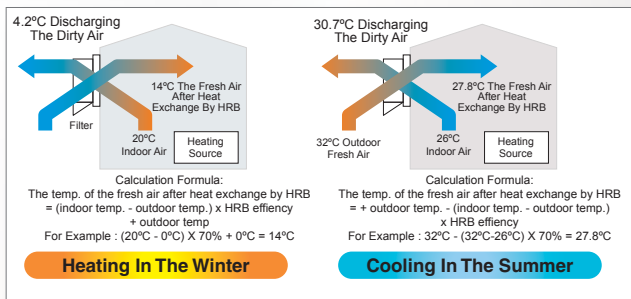 4.2ºC Discharging
The Dirty Air
14ºC The Fresh Air
After Heat
Exchange By HRB
Filter
20ºC
Indoor Air
Heating
Source
Calculation Formula:
The temp. of the fresh air after heat exchange by HRB
= (indoor temp. - outdoor temp.) x HRB effiency
+ outdoor temp
For Example : (20ºC - 0ºC) X 70% + 0ºC = 14ºC
Heating In The Winter
30.7ºC Discharging
The Dirty Air
27.8ºC The Fresh Air
After Heat
Exchange By HRB
32ºC Outdoor
Fresh Air
26ºC
Indoor Air
Heating
Source
Calculation Formula:
The temp. of the fresh air after heat exchange by HRB
= + outdoor temp. - (indoor temp. - outdoor temp.)
x HRB effiency
For Example : 32ºC - (32ºC-26ºC) X 70% = 27.8ºC
Cooling In The Summer